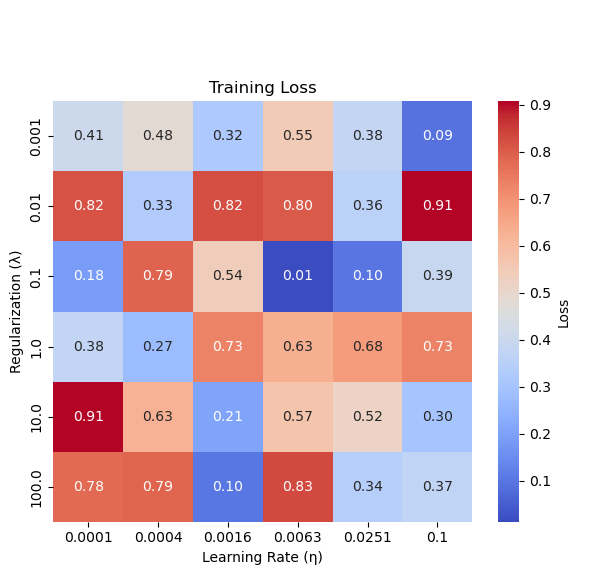 Training Loss
Regularization (λ)
0.001 0.41 0.48 0.32 0.55 0.38 0.09
0.01 0.82 0.33 0.82 0.80 0.36 0.91
0.1 0.18 0.79 0.54 0.01 0.10 0.39
1.0 0.38 0.27 0.73 0.63 0.68 0.73
10.0 0.91 0.63 0.21 0.57 0.52 0.30
100.0 0.78 0.79 0.10 0.83 0.34 0.37
0.0001 0.0004 0.0016 0.0063 0.0251 0.1
Learning Rate (η)
0.9
0.8
0.7
0.6
0.5
0.4
0.3
0.2
0.1
Loss